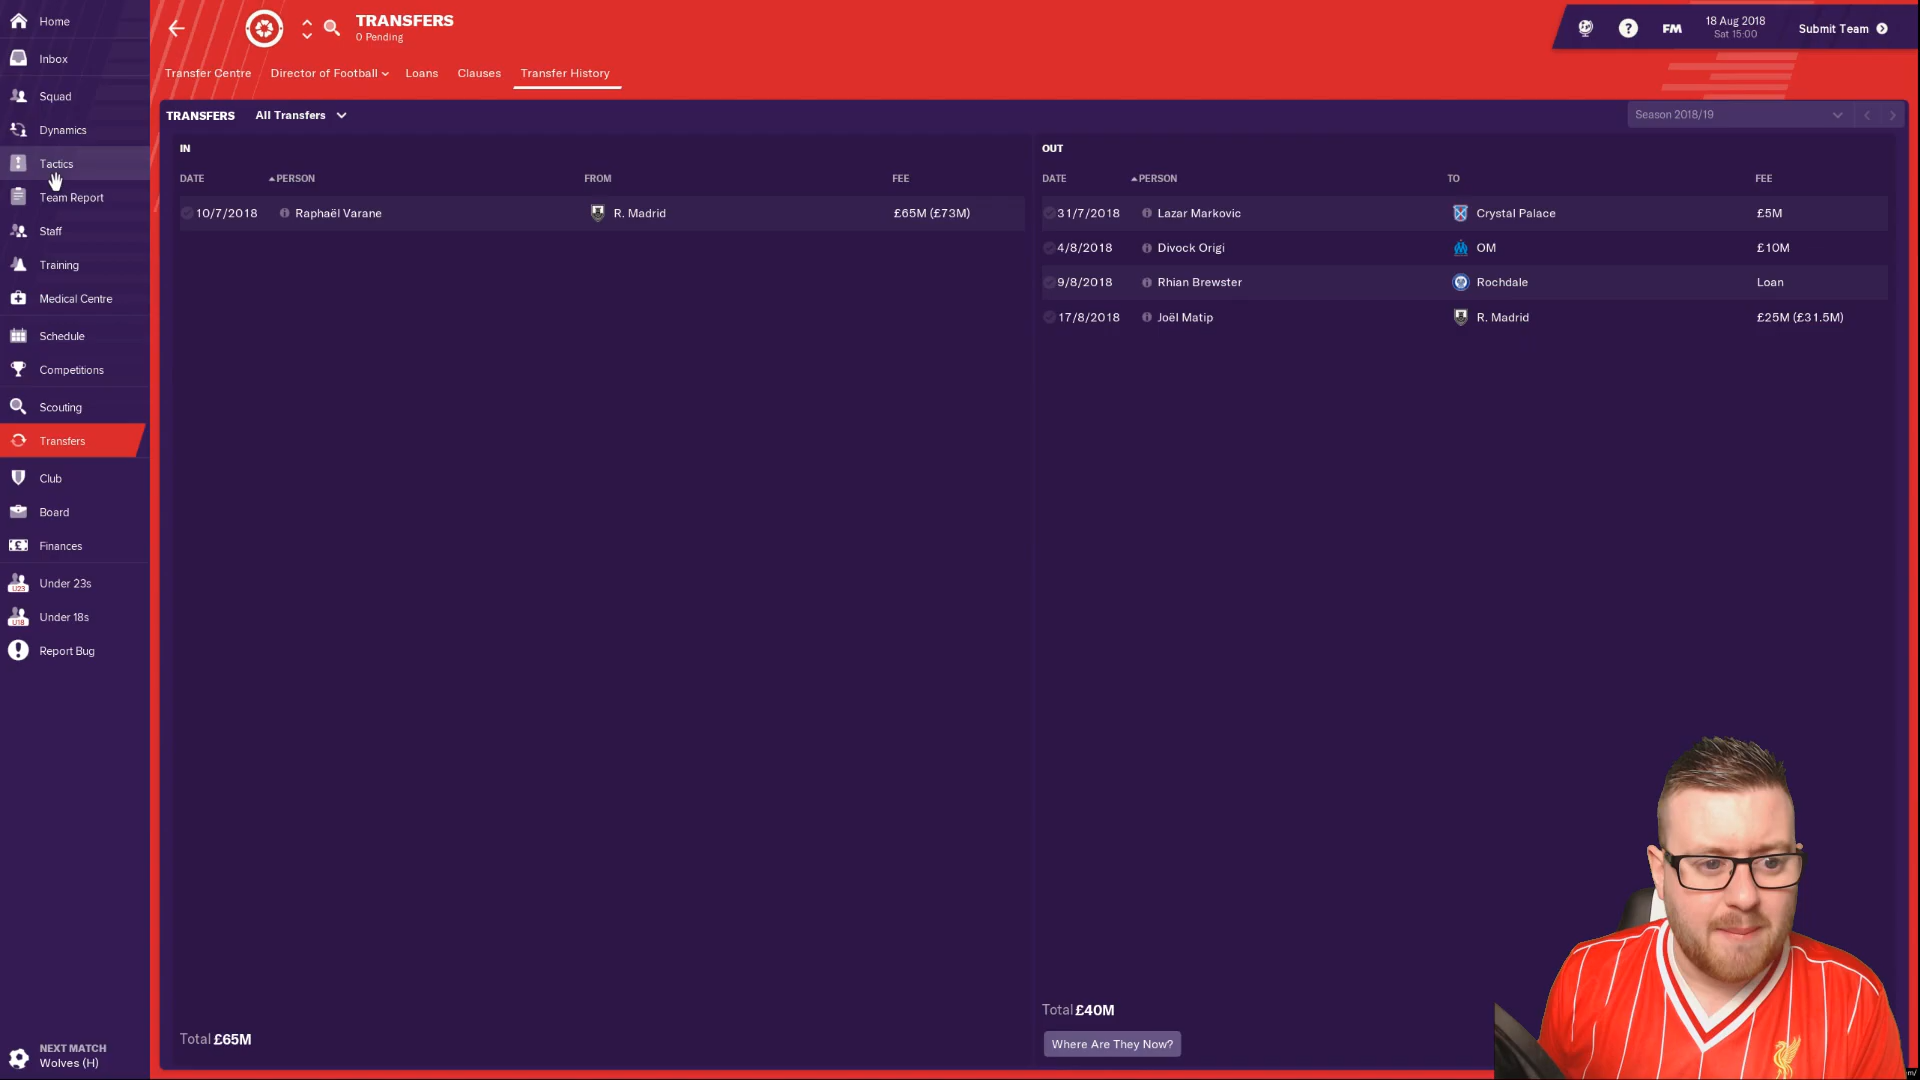 Home
Inbox
Squad
Dynamics
Tactics
Team Report
Staff
Training
Medical Centre
Schedule
Competitions
Scouting
Transfers
Club
Board
Finances
U23
Under 23s
U18
Under 18s
Report Bug
NEXT MATCH
Wolves (H)
TRANSFERS
0 Pending
FM
18 Aug 2018
Sat 15:00
Submit Team
Transfer Centre Director of Football Loans Clauses Transfer History
TRANSFERS All Transfers Season 2018/19
IN
DATE PERSON FROM FEE
10/7/2018 Raphaël Varane R. Madrid £65M (£73M)
Total £65M
OUT
DATE PERSON TO FEE
31/7/2018 Lazar Markovic Crystal Palace £5M
4/8/2018 Divock Origi OM £10M
9/8/2018 Rhian Brewster Rochdale Loan
17/8/2018 Joël Matip R. Madrid £25M (£31.5M)
Total £40M
Where Are They Now?